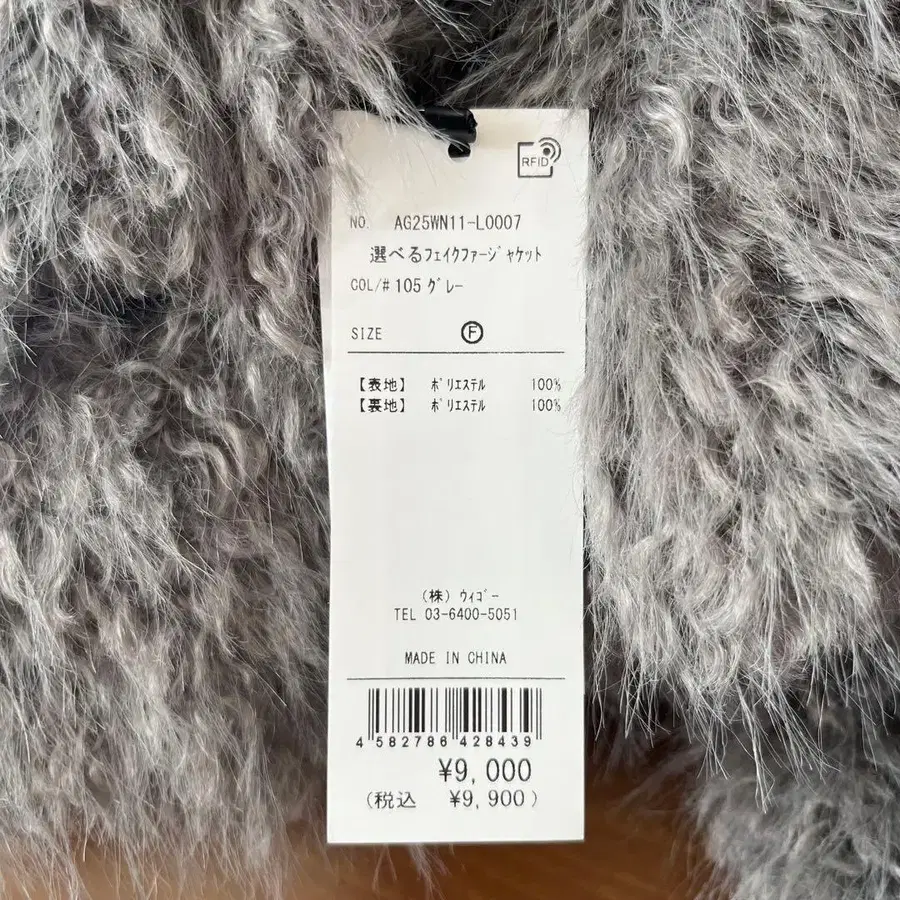 RFID
NO. AG25WN11-L0007
選べるフェイクファージャケット
COL/# 105 グレー
SIZE Ⓕ
【表地】 ポリエステル 100%
【裏地】 ポリエステル 100%
(株) ウィゴー
TEL 03-6400-5051
MADE IN CHINA
4 582786 428439
¥9,000
(税込 ¥9,900)